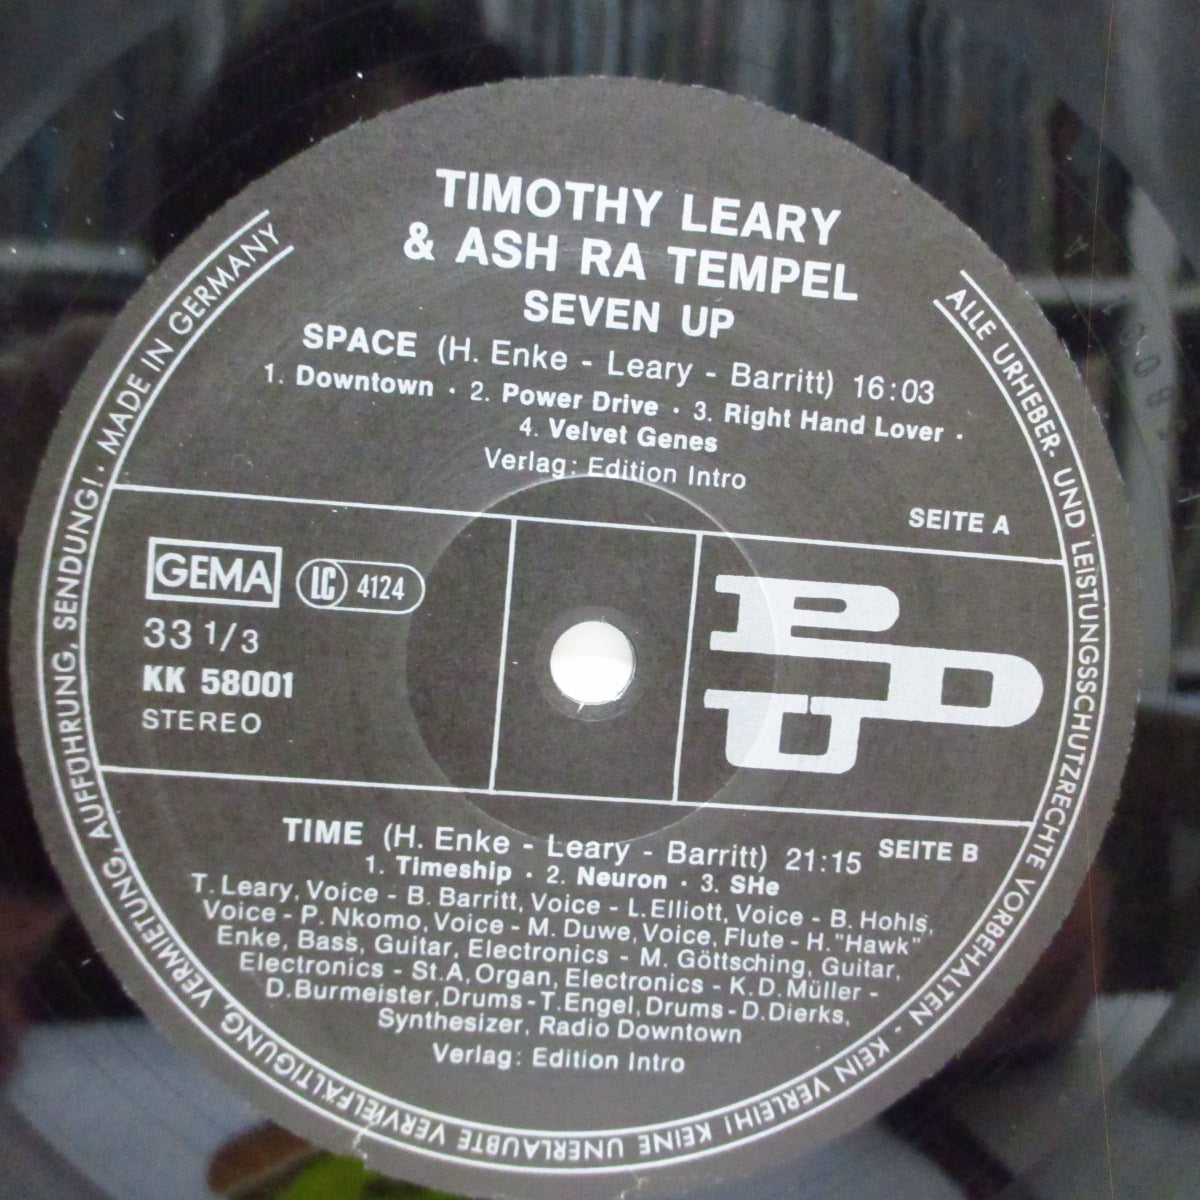 TIMOTHY LEARY
& ASH RA TEMPEL
SEVEN UP
SPACE (H. Enke - Leary - Barritt) 16:03
1. Downtown · 2. Power Drive · 3. Right Hand Lover ·
4. Velvet Genes
Verlag: Edition Intro
SEITE A
GEMA LC 4124
33 1/3
KK 58001
STEREO
PDU
TIME (H. Enke - Leary - Barritt) 21:15 SEITE B
1. Timeship · 2. Neuron · 3. SHe
T. Leary, Voice - B. Barritt, Voice - L. Elliott, Voice - B. Hohls,
Voice - P. Nkomo, Voice - M. Duwe, Voice, Flute - H. "Hawk"
Enke, Bass, Guitar, Electronics - M. Göttsching, Guitar,
Electronics - St. A, Organ, Electronics - K. D. Müller -
D. Burmeister, Drums - T. Engel, Drums - D. Dierks,
Synthesizer, Radio Downtown
Verlag: Edition Intro
ALLE URHEBER- UND LEISTUNGSSCHUTZRECHTE VORBEHALTEN · KEIN VERLEIH! KEINE UNERLAUBTE VERVIELFÄLTIGUNG, VERMIETUNG, AUFFÜHRUNG, SENDUNG! · MADE IN GERMANY